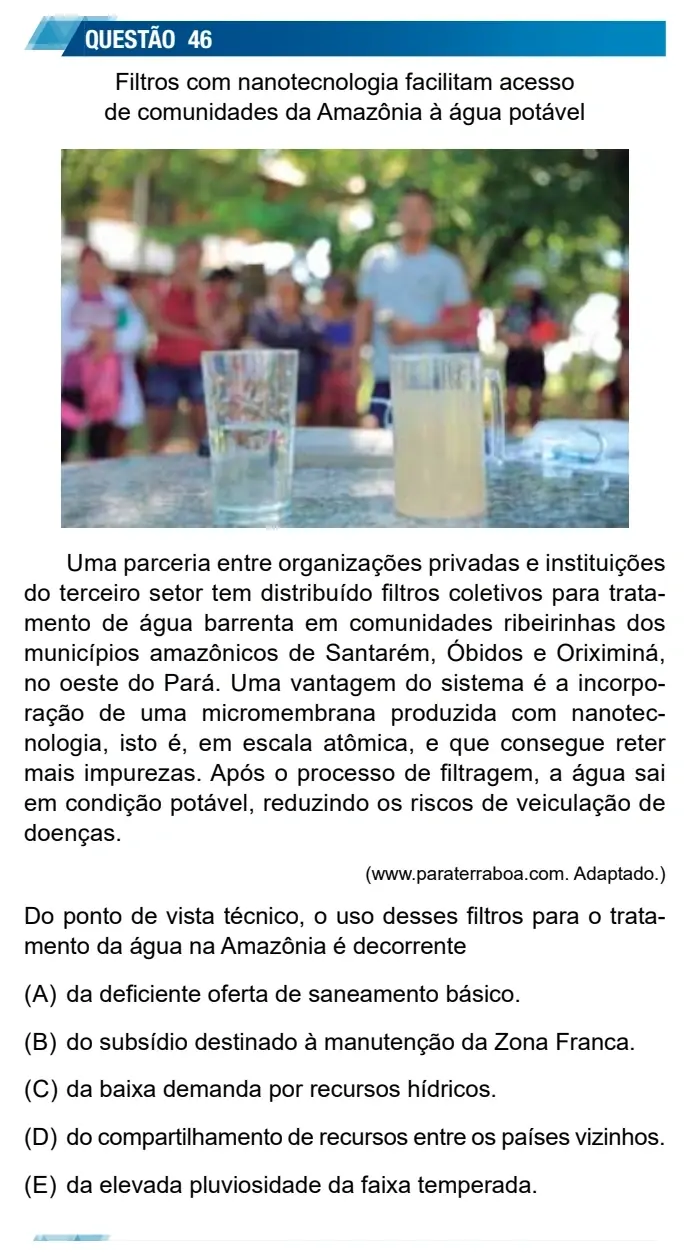 QUESTÃO 46
Filtros com nanotecnologia facilitam acesso
de comunidades da Amazônia à água potável
Uma parceria entre organizações privadas e instituições
do terceiro setor tem distribuído filtros coletivos para trata-
mento de água barrenta em comunidades ribeirinhas dos
municípios amazônicos de Santarém, Óbidos e Oriximiná,
no oeste do Pará. Uma vantagem do sistema é a incorpo-
ração de uma micromembrana produzida com nanotec-
nologia, isto é, em escala atômica, e que consegue reter
mais impurezas. Após o processo de filtragem, a água sai
em condição potável, reduzindo os riscos de veiculação de
doenças.
(www.paraterraboa.com. Adaptado.)
Do ponto de vista técnico, o uso desses filtros para o trata-
mento da água na Amazônia é decorrente
(A) da deficiente oferta de saneamento básico.
(B) do subsídio destinado à manutenção da Zona Franca.
(C) da baixa demanda por recursos hídricos.
(D) do compartilhamento de recursos entre os países vizinhos.
(E) da elevada pluviosidade da faixa temperada.